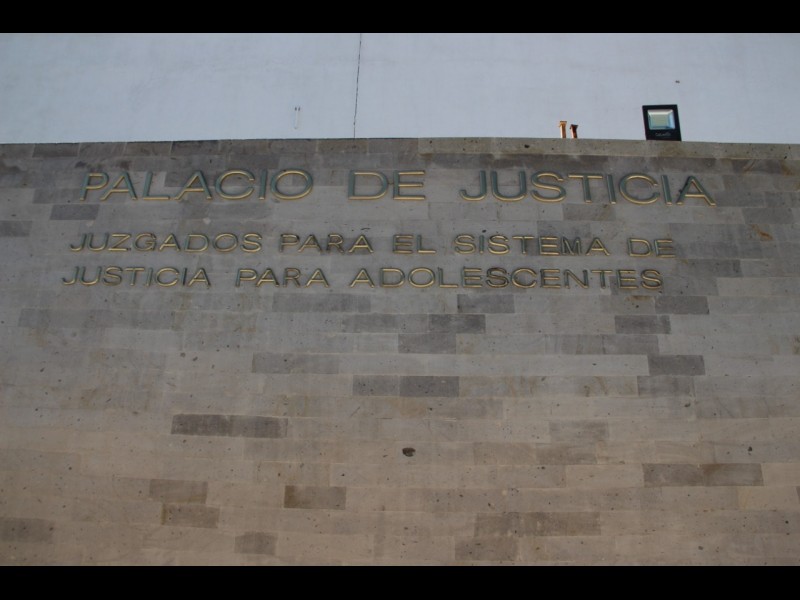 PALACIO DE JUSTICIA
JUZGADOS PARA EL SISTEMA DE
JUSTICIA PARA ADOLESCENTES